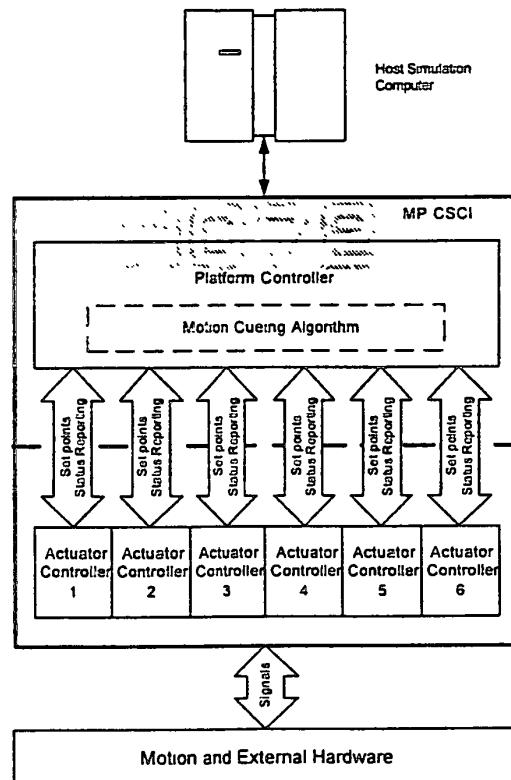 Host Simulation
Computer
MP CSCI
Platform Controller
Motion Cueing Algorithm
Set points
Status Reporting
Set points
Status Reporting
Set points
Status Reporting
Set points
Status Reporting
Set points
Status Reporting
Set points
Status Reporting
Actuator
Controller
1
Actuator
Controller
2
Actuator
Controller
3
Actuator
Controller
4
Actuator
Controller
5
Actuator
Controller
6
Signals
Motion and External Hardware